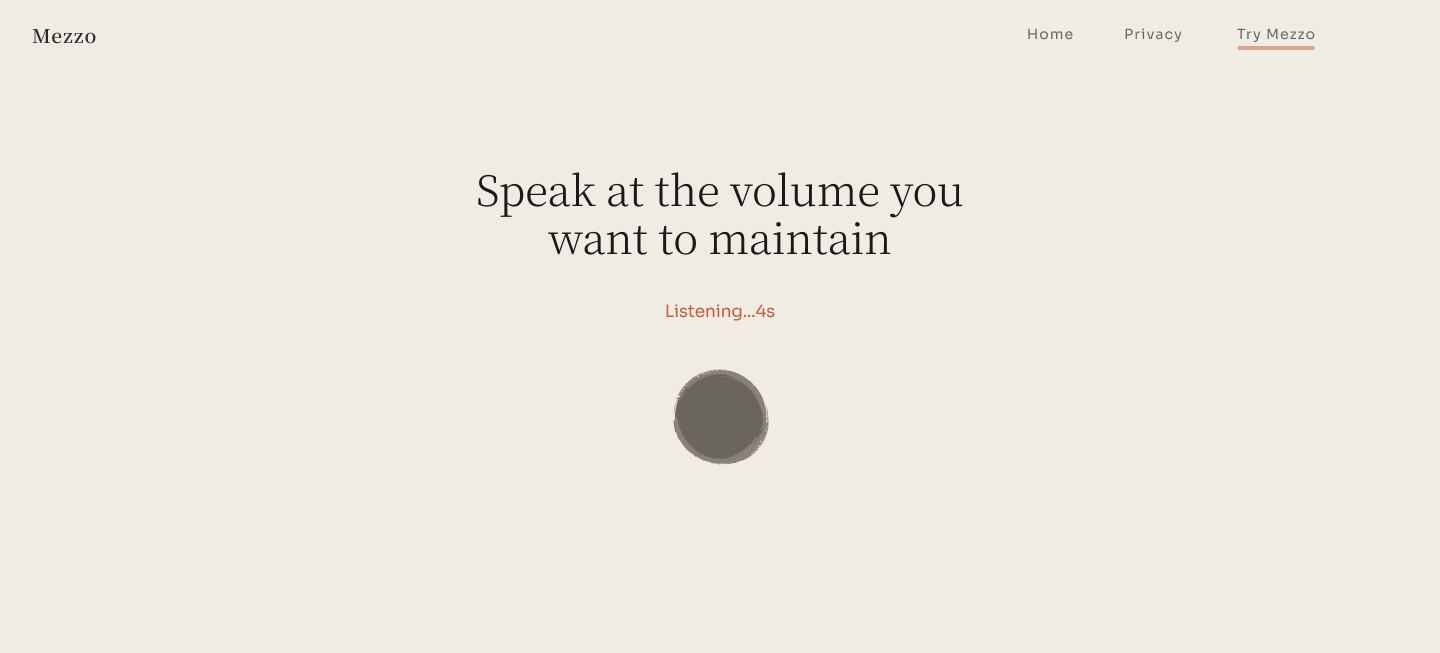 Mezzo
Home
Privacy
Try Mezzo
Speak at the volume you
want to maintain
Listening...4s